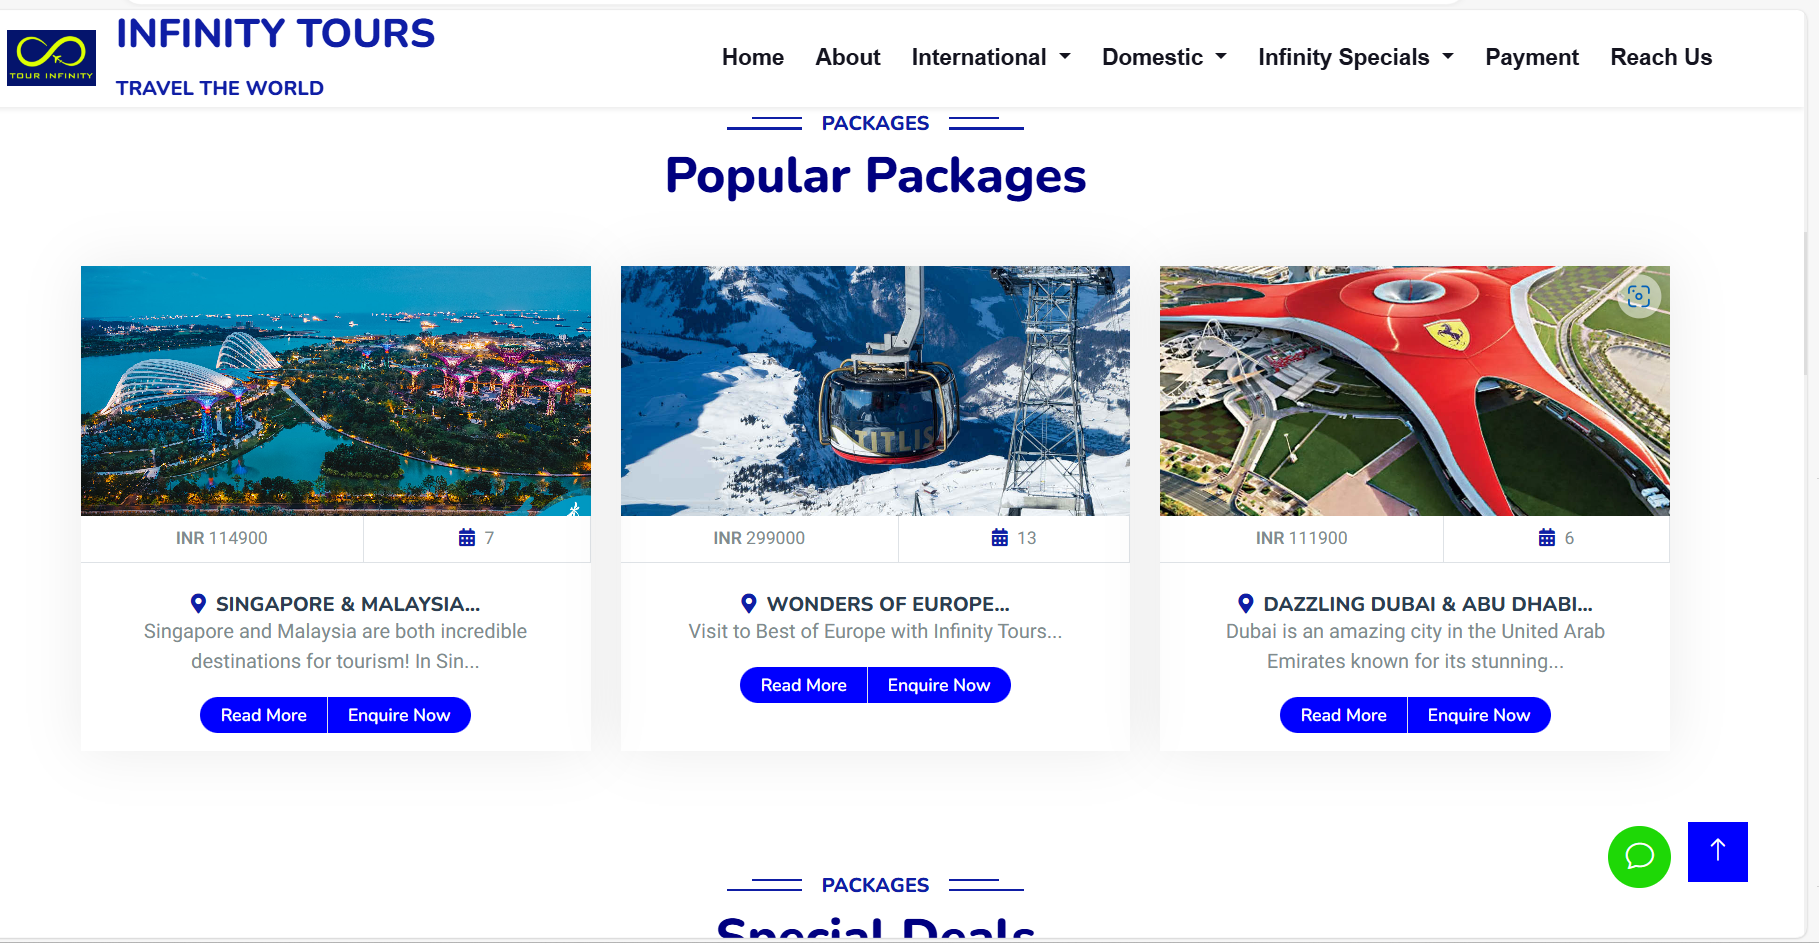 TOUR INFINITY
INFINITY TOURS
TRAVEL THE WORLD
Home About International Domestic Infinity Specials Payment Reach Us
PACKAGES
Popular Packages
TITLIS
INR 114900 7
SINGAPORE & MALAYSIA...
Singapore and Malaysia are both incredible
destinations for tourism! In Sin...
Read More Enquire Now
INR 299000 13
WONDERS OF EUROPE...
Visit to Best of Europe with Infinity Tours...
Read More Enquire Now
INR 111900 6
DAZZLING DUBAI & ABU DHABI...
Dubai is an amazing city in the United Arab
Emirates known for its stunning...
Read More Enquire Now
PACKAGES
Special Deals